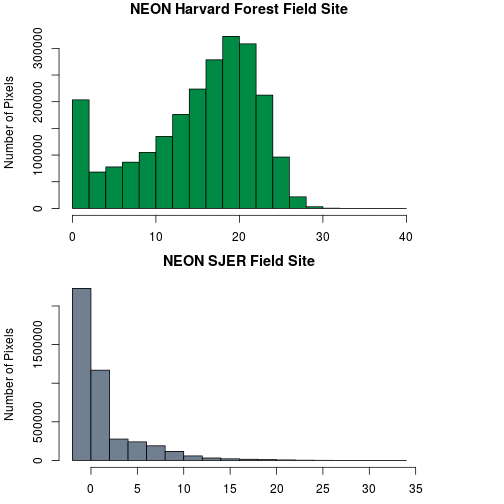 NEON Harvard Forest Field Site
Number of Pixels
0
100000
200000
300000
0 10 20 30 40
NEON SJER Field Site
Number of Pixels
0
500000
1500000
0 5 10 15 20 25 30 35